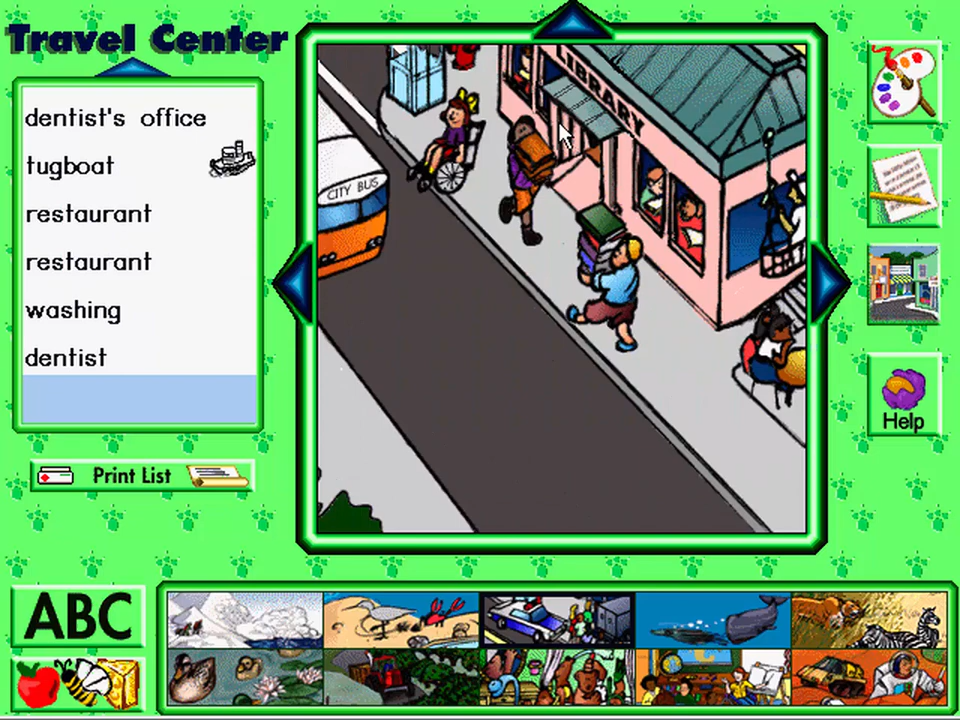 Travel Center
dentist's office
tugboat
restaurant
restaurant
washing
dentist
Print List
LIBRARY
CITY BUS
Help
ABC
C